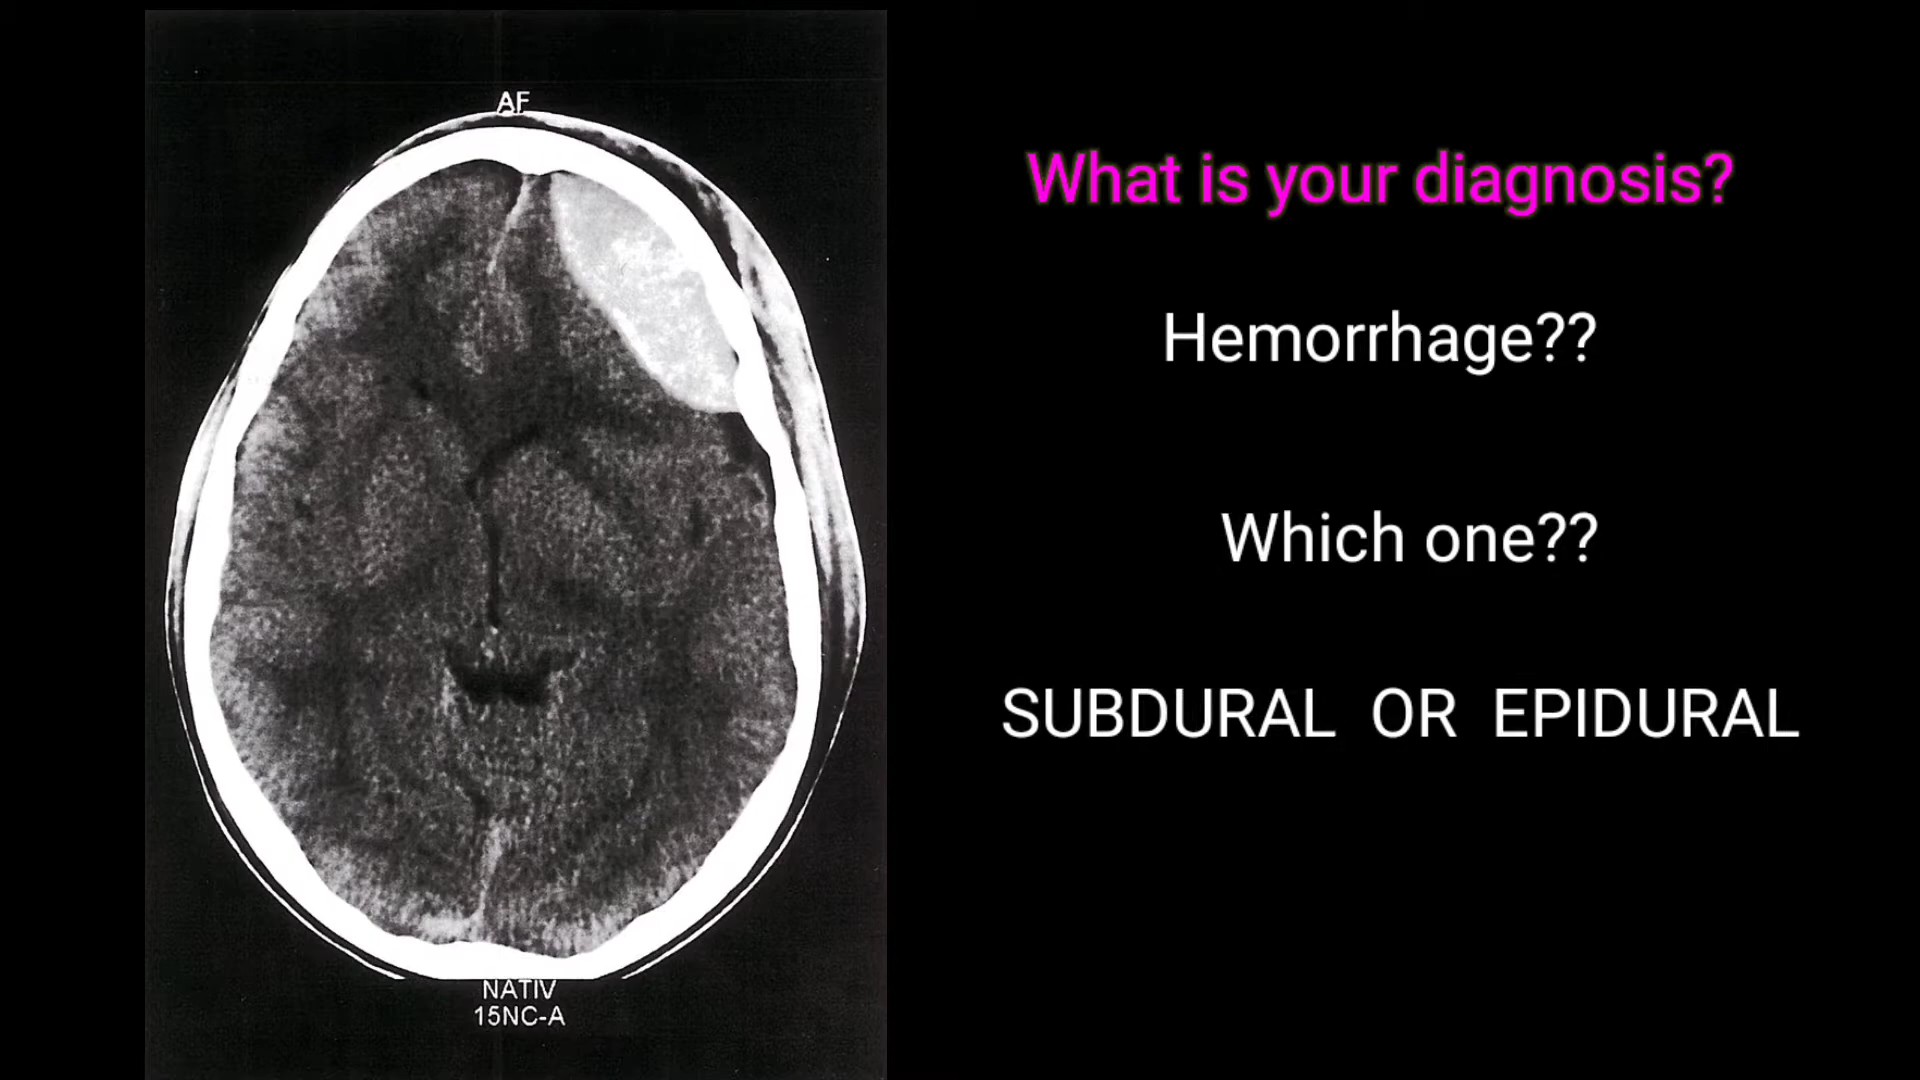 AF
NATIV
15NC-A
What is your diagnosis?
Hemorrhage??
Which one??
SUBDURAL OR EPIDURAL